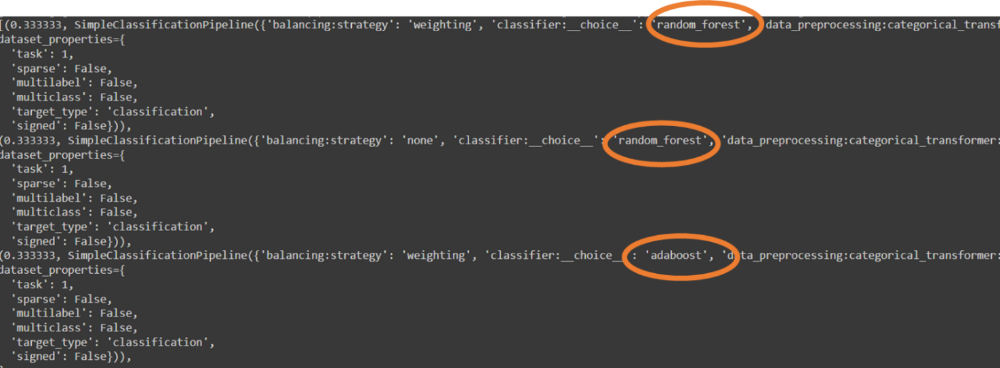 [(0.333333, SimpleClassificationPipeline({'balancing:strategy': 'weighting', 'classifier:__choice__': 'random_forest', 'data_preprocessing:categorical_transf
dataset_properties={
  'task': 1,
  'sparse': False,
  'multilabel': False,
  'multiclass': False,
  'target_type': 'classification',
  'signed': False})),
(0.333333, SimpleClassificationPipeline({'balancing:strategy': 'none', 'classifier:__choice__': 'random_forest', 'data_preprocessing:categorical_transformer:
dataset_properties={
  'task': 1,
  'sparse': False,
  'multilabel': False,
  'multiclass': False,
  'target_type': 'classification',
  'signed': False})),
(0.333333, SimpleClassificationPipeline({'balancing:strategy': 'weighting', 'classifier:__choice__': 'adaboost', 'data_preprocessing:categorical_transformer:
dataset_properties={
  'task': 1,
  'sparse': False,
  'multilabel': False,
  'multiclass': False,
  'target_type': 'classification',
  'signed': False})),